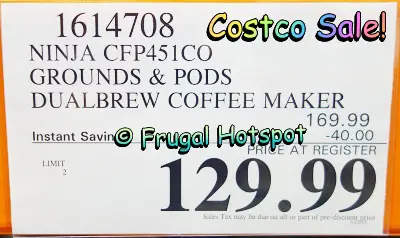 Costco Sale!
1614708
NINJA CFP451CO
GROUNDS & PODS
DUALBREW COFFEE MAKER
169.99
Instant Savin -40.00
© Frugal Hotspot
PRICE AT REGISTER
LIMIT
2
129.99
Sales Tax may be due on all or part of pre-discount price